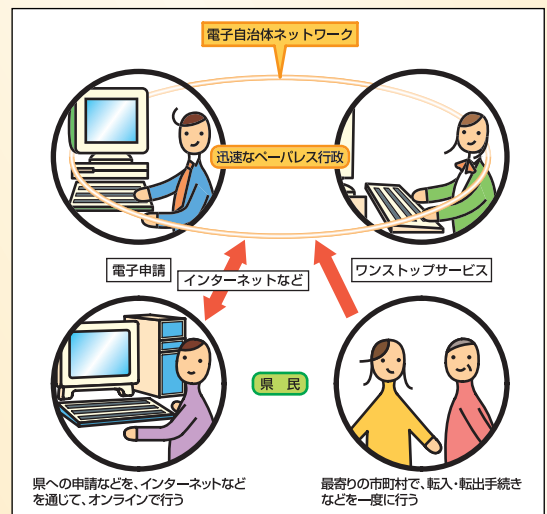 電子自治体ネットワーク
迅速なペーパレス行政
電子申請
インターネットなど
ワンストップサービス
県 民
県への申請などを、インターネットなど
を通じて、オンラインで行う
最寄りの市町村で、転入・転出手続き
などを一度に行う